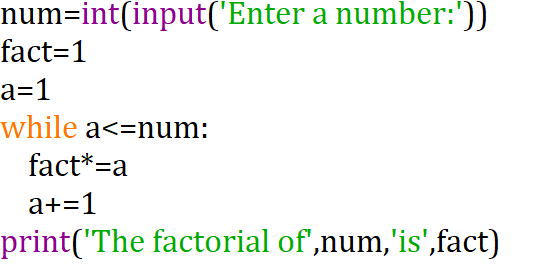 num=int(input('Enter a number:'))
fact=1
a=1
while a<=num:
    fact*=a
    a+=1
print('The factorial of',num,'is',fact)